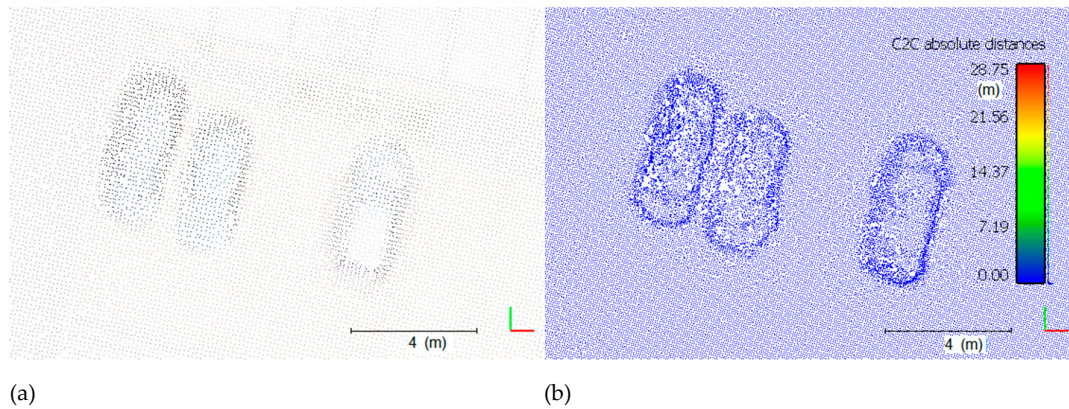 C2C absolute distances
28.75
(m)
21.56
14.37
7.19
0.00
4 (m)
4 (m)
(a)
(b)